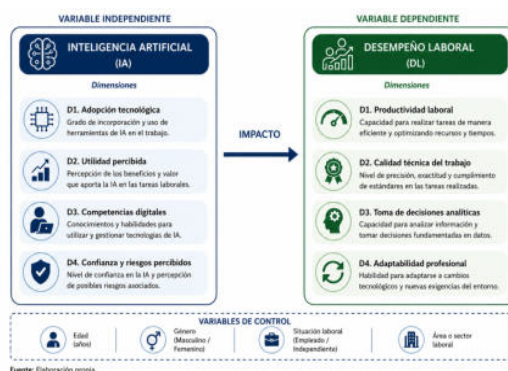 VARIABLE INDEPENDIENTE
INTELIGENCIA ARTIFICIAL
(IA)
Dimensiones
D1. Adopción tecnológica
Grado de incorporación y uso de
herramientas de IA en el trabajo.
D2. Utilidad percibida
Percepción de los beneficios y valor
que aporta la IA en las tareas laborales.
D3. Competencias digitales
Conocimientos y habilidades para
utilizar y gestionar tecnologías de IA.
D4. Confianza y riesgos percibidos
Nivel de confianza en la IA y percepción
de posibles riesgos asociados.
IMPACTO
VARIABLE DEPENDIENTE
DESEMPEÑO LABORAL
(DL)
Dimensiones
D1. Productividad laboral
Capacidad para realizar tareas de manera
eficiente y optimizando recursos y tiempos.
D2. Calidad técnica del trabajo
Nivel de precisión, exactitud y cumplimiento
de estándares en las tareas realizadas.
D3. Toma de decisiones analíticas
Capacidad para analizar información y
tomar decisiones fundamentadas en datos.
D4. Adaptabilidad profesional
Habilidad para adaptarse a cambios
tecnológicos y nuevas exigencias del entorno.
VARIABLES DE CONTROL
Edad
(años)
Género
(Masculino /
Femenino)
Situación laboral
(Empleado /
Independiente)
Área o sector
laboral
Fuente: Elaboración propia